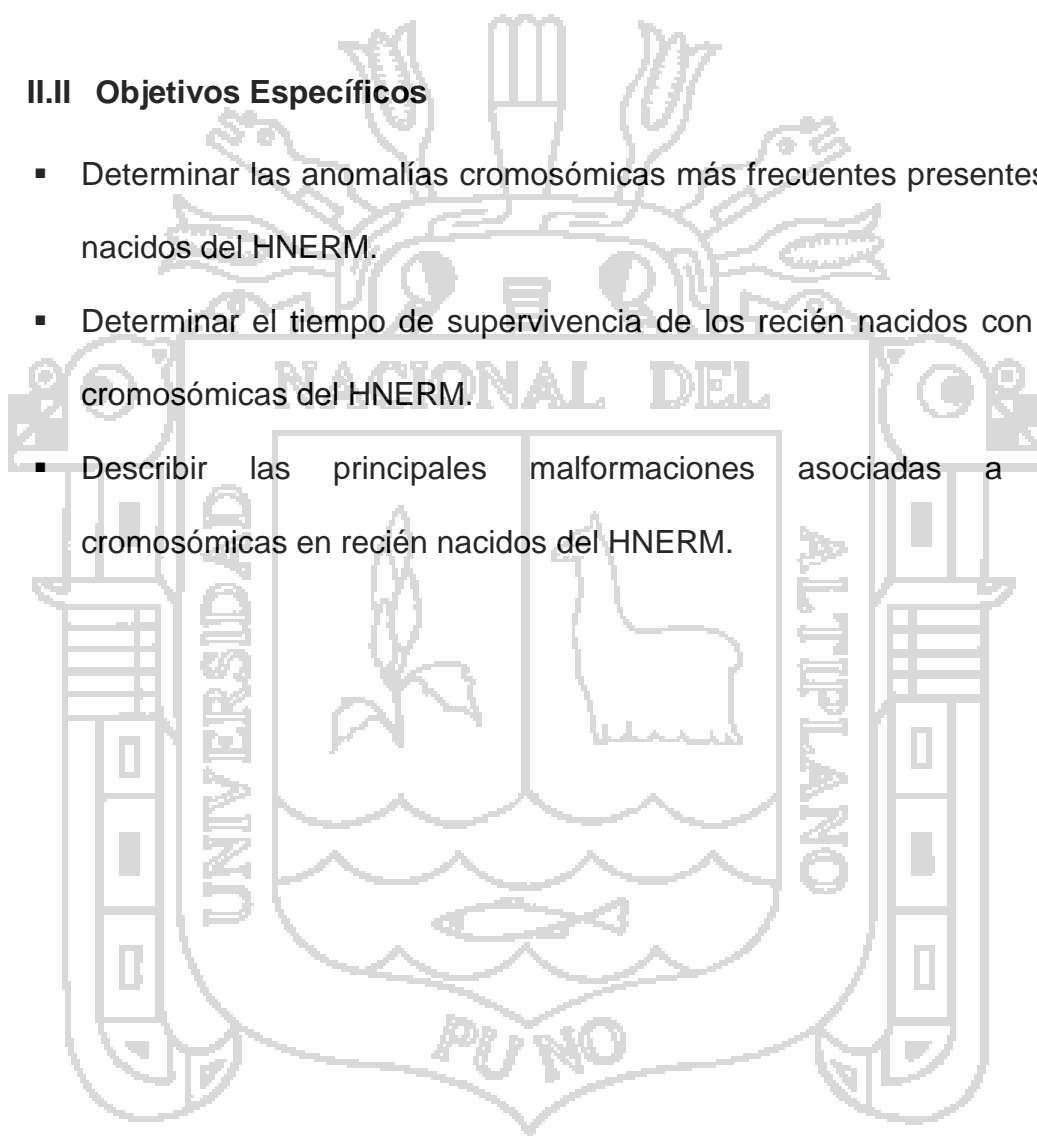 II.II Objetivos Específicos
▪ Determinar las anomalías cromosómicas más frecuentes presentes
nacidos del HNERM.
▪ Determinar el tiempo de supervivencia de los recién nacidos con
cromosómicas del HNERM.
▪ Describir las principales malformaciones asociadas a
cromosómicas en recién nacidos del HNERM.
UNIVERSIDAD
NACIONAL DEL
ALTIPLANO
PUNO